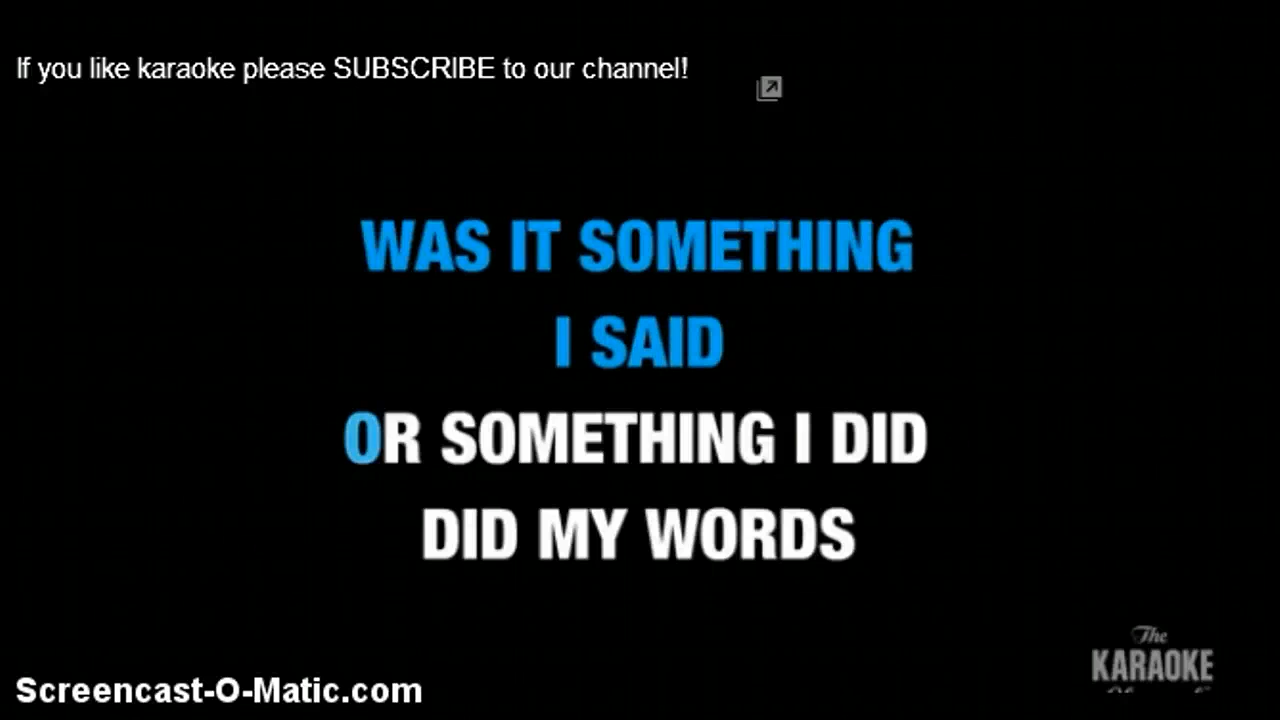 If you like karaoke please SUBSCRIBE to our channel!
WAS IT SOMETHING
I SAID
OR SOMETHING I DID
DID MY WORDS
The
KARAOKE
Screencast-O-Matic.com